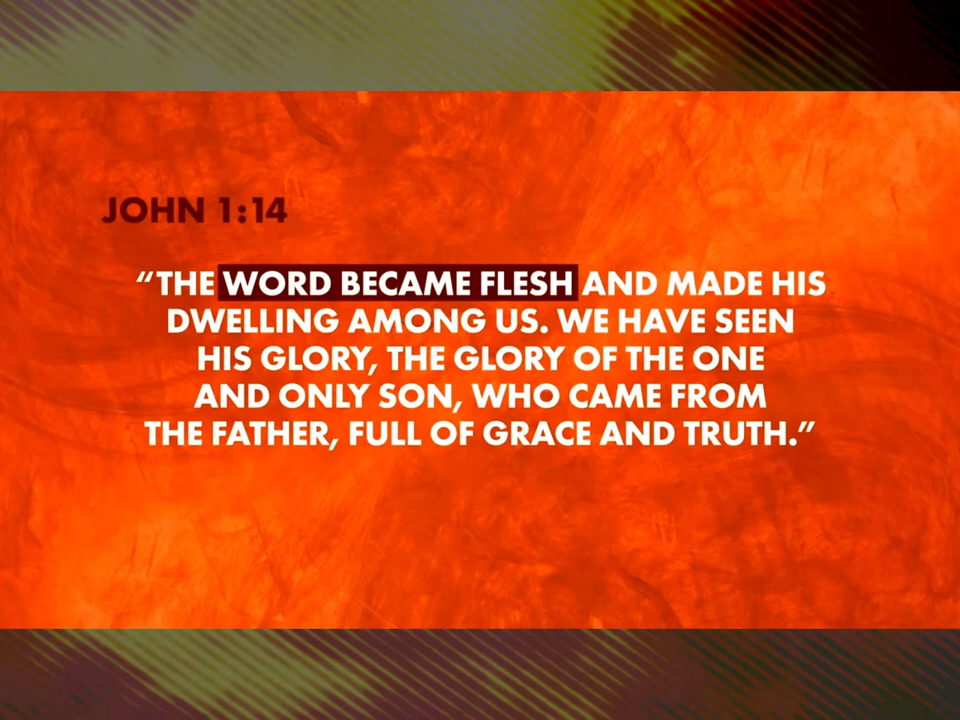 JOHN 1:14
“THE WORD BECAME FLESH AND MADE HIS
DWELLING AMONG US. WE HAVE SEEN
HIS GLORY, THE GLORY OF THE ONE
AND ONLY SON, WHO CAME FROM
THE FATHER, FULL OF GRACE AND TRUTH.”